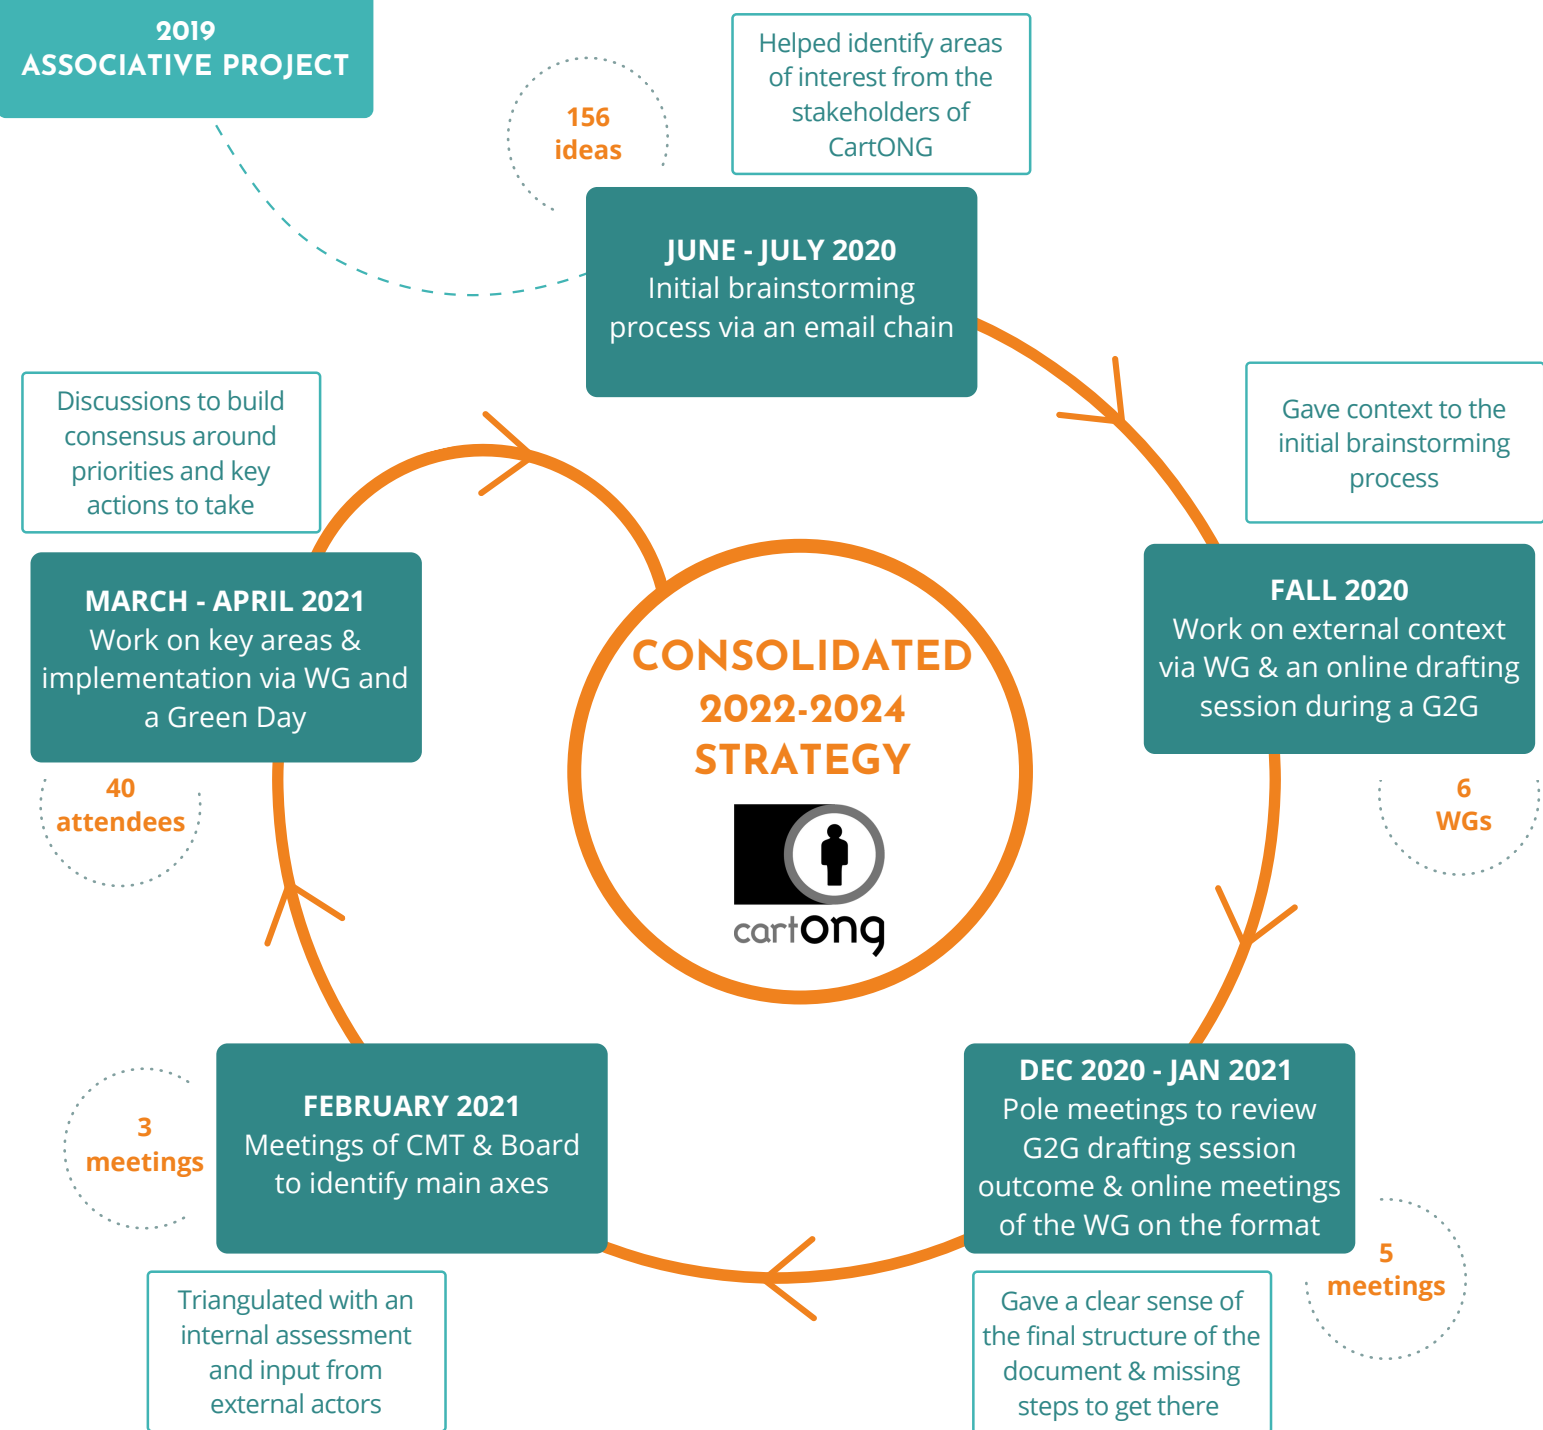 2019
ASSOCIATIVE PROJECT
156
ideas
Helped identify areas
of interest from the
stakeholders of
CartONG
JUNE - JULY 2020
Initial brainstorming
process via an email chain
Gave context to the
initial brainstorming
process
FALL 2020
Work on external context
via WG & an online drafting
session during a G2G
6
WGs
DEC 2020 - JAN 2021
Pole meetings to review
G2G drafting session
outcome & online meetings
of the WG on the format
5
meetings
Gave a clear sense of
the final structure of the
document & missing
steps to get there
FEBRUARY 2021
Meetings of CMT & Board
to identify main axes
3
meetings
Triangulated with an
internal assessment
and input from
external actors
Discussions to build
consensus around
priorities and key
actions to take
MARCH - APRIL 2021
Work on key areas &
implementation via WG and
a Green Day
40
attendees
CONSOLIDATED
2022-2024
STRATEGY
cartong